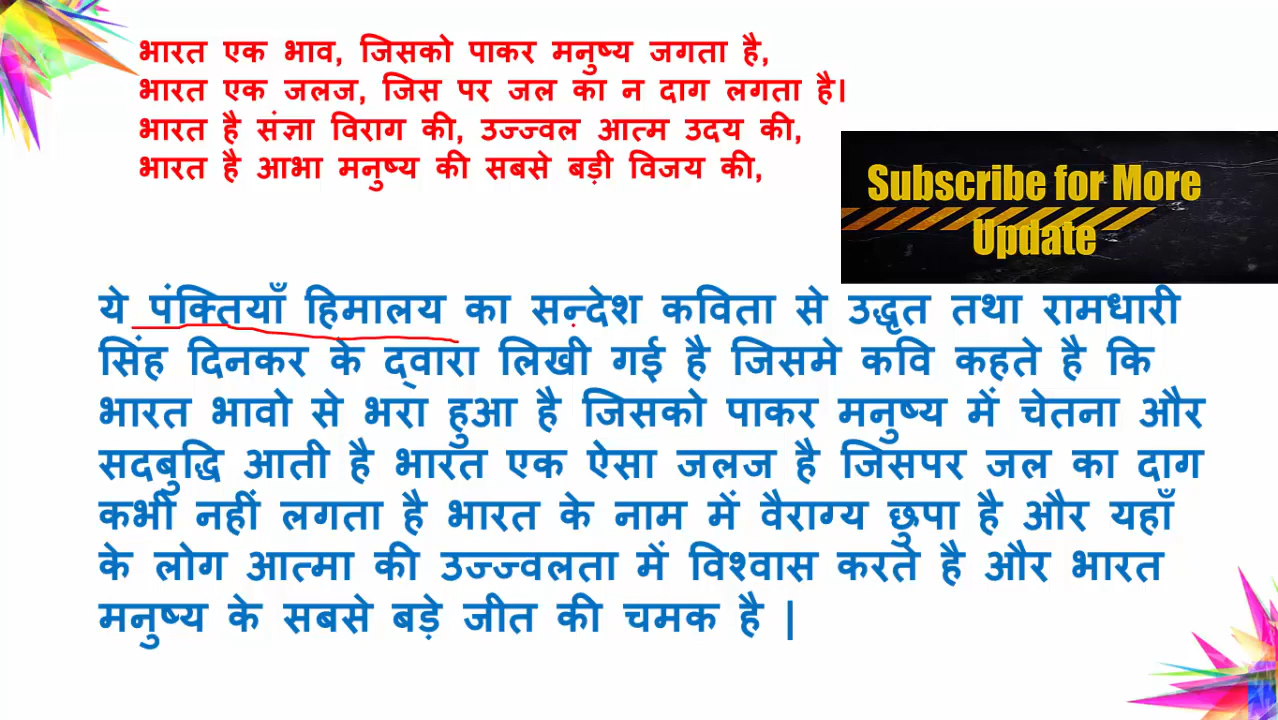 भारत एक भाव, जिसको पाकर मनुष्य जगता है,
भारत एक जलज, जिस पर जल का न दाग लगता है।
भारत है संज्ञा विराग की, उज्ज्वल आत्म उदय की,
भारत है आभा मनुष्य की सबसे बड़ी विजय की,
Subscribe for More
Update
ये पंक्तियाँ हिमालय का सन्देश कविता से उद्धृत तथा रामधारी
सिंह दिनकर के द्वारा लिखी गई है जिसमे कवि कहते है कि
भारत भावो से भरा हुआ है जिसको पाकर मनुष्य में चेतना और
सदबुद्धि आती है भारत एक ऐसा जलज है जिसपर जल का दाग
कभी नहीं लगता है भारत के नाम में वैराग्य छुपा है और यहाँ
के लोग आत्मा की उज्ज्वलता में विश्वास करते है और भारत
मनुष्य के सबसे बड़े जीत की चमक है |